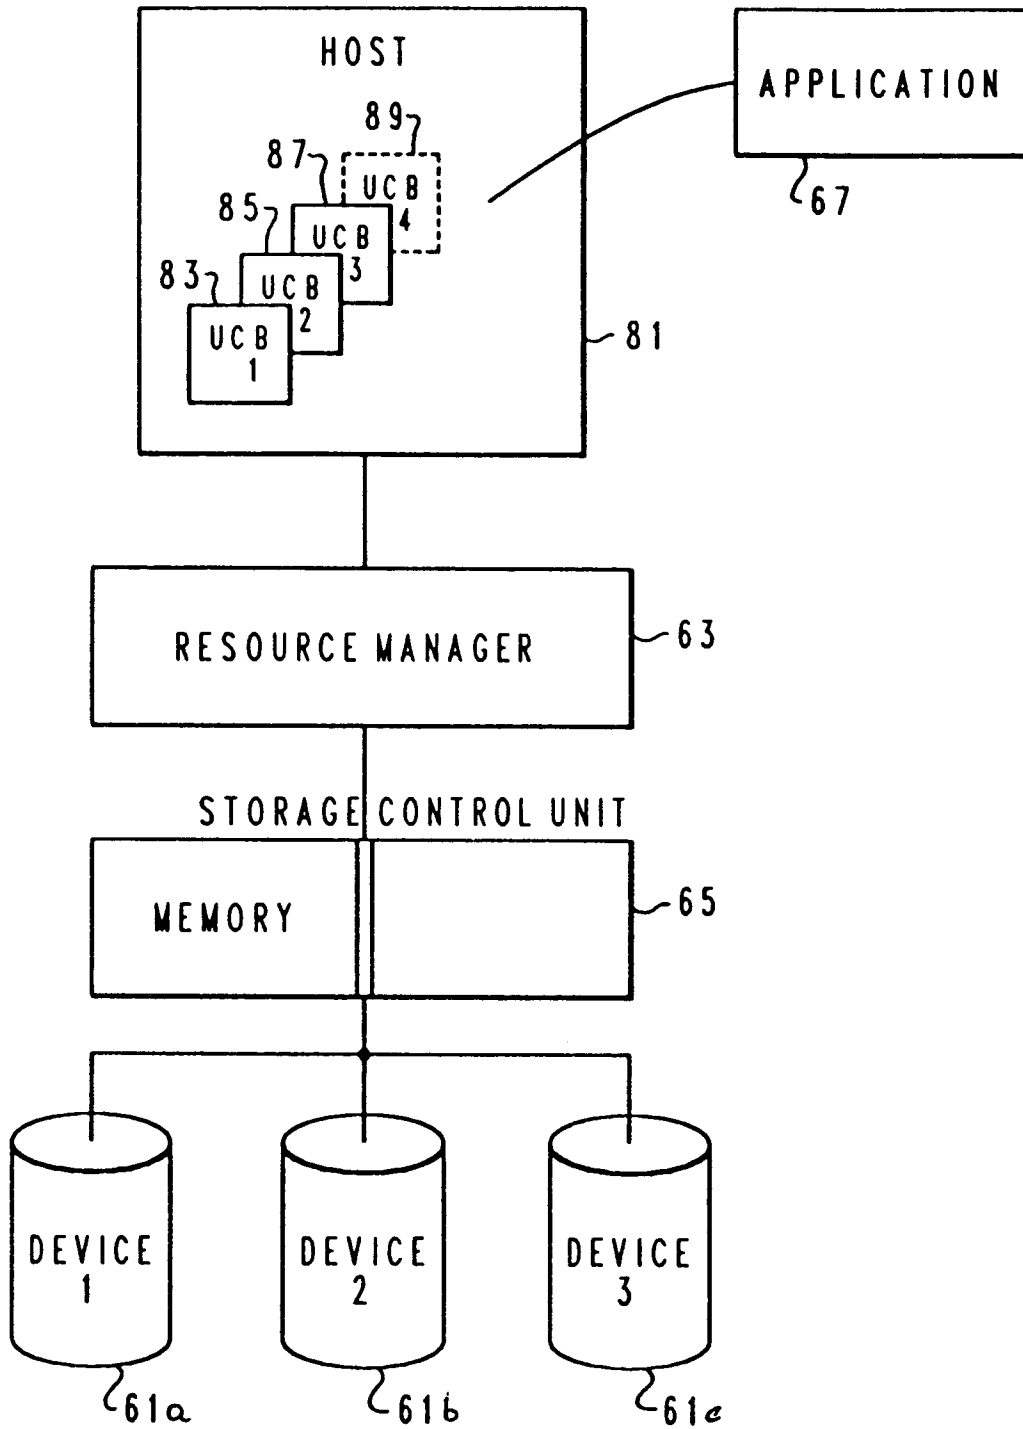 HOST
APPLICATION
67
89
UCB
4
87
UCB
3
85
UCB
2
83
UCB
1
81
RESOURCE MANAGER
63
STORAGE CONTROL UNIT
MEMORY
65
DEVICE
1
DEVICE
2
DEVICE
3
61a
61b
61c